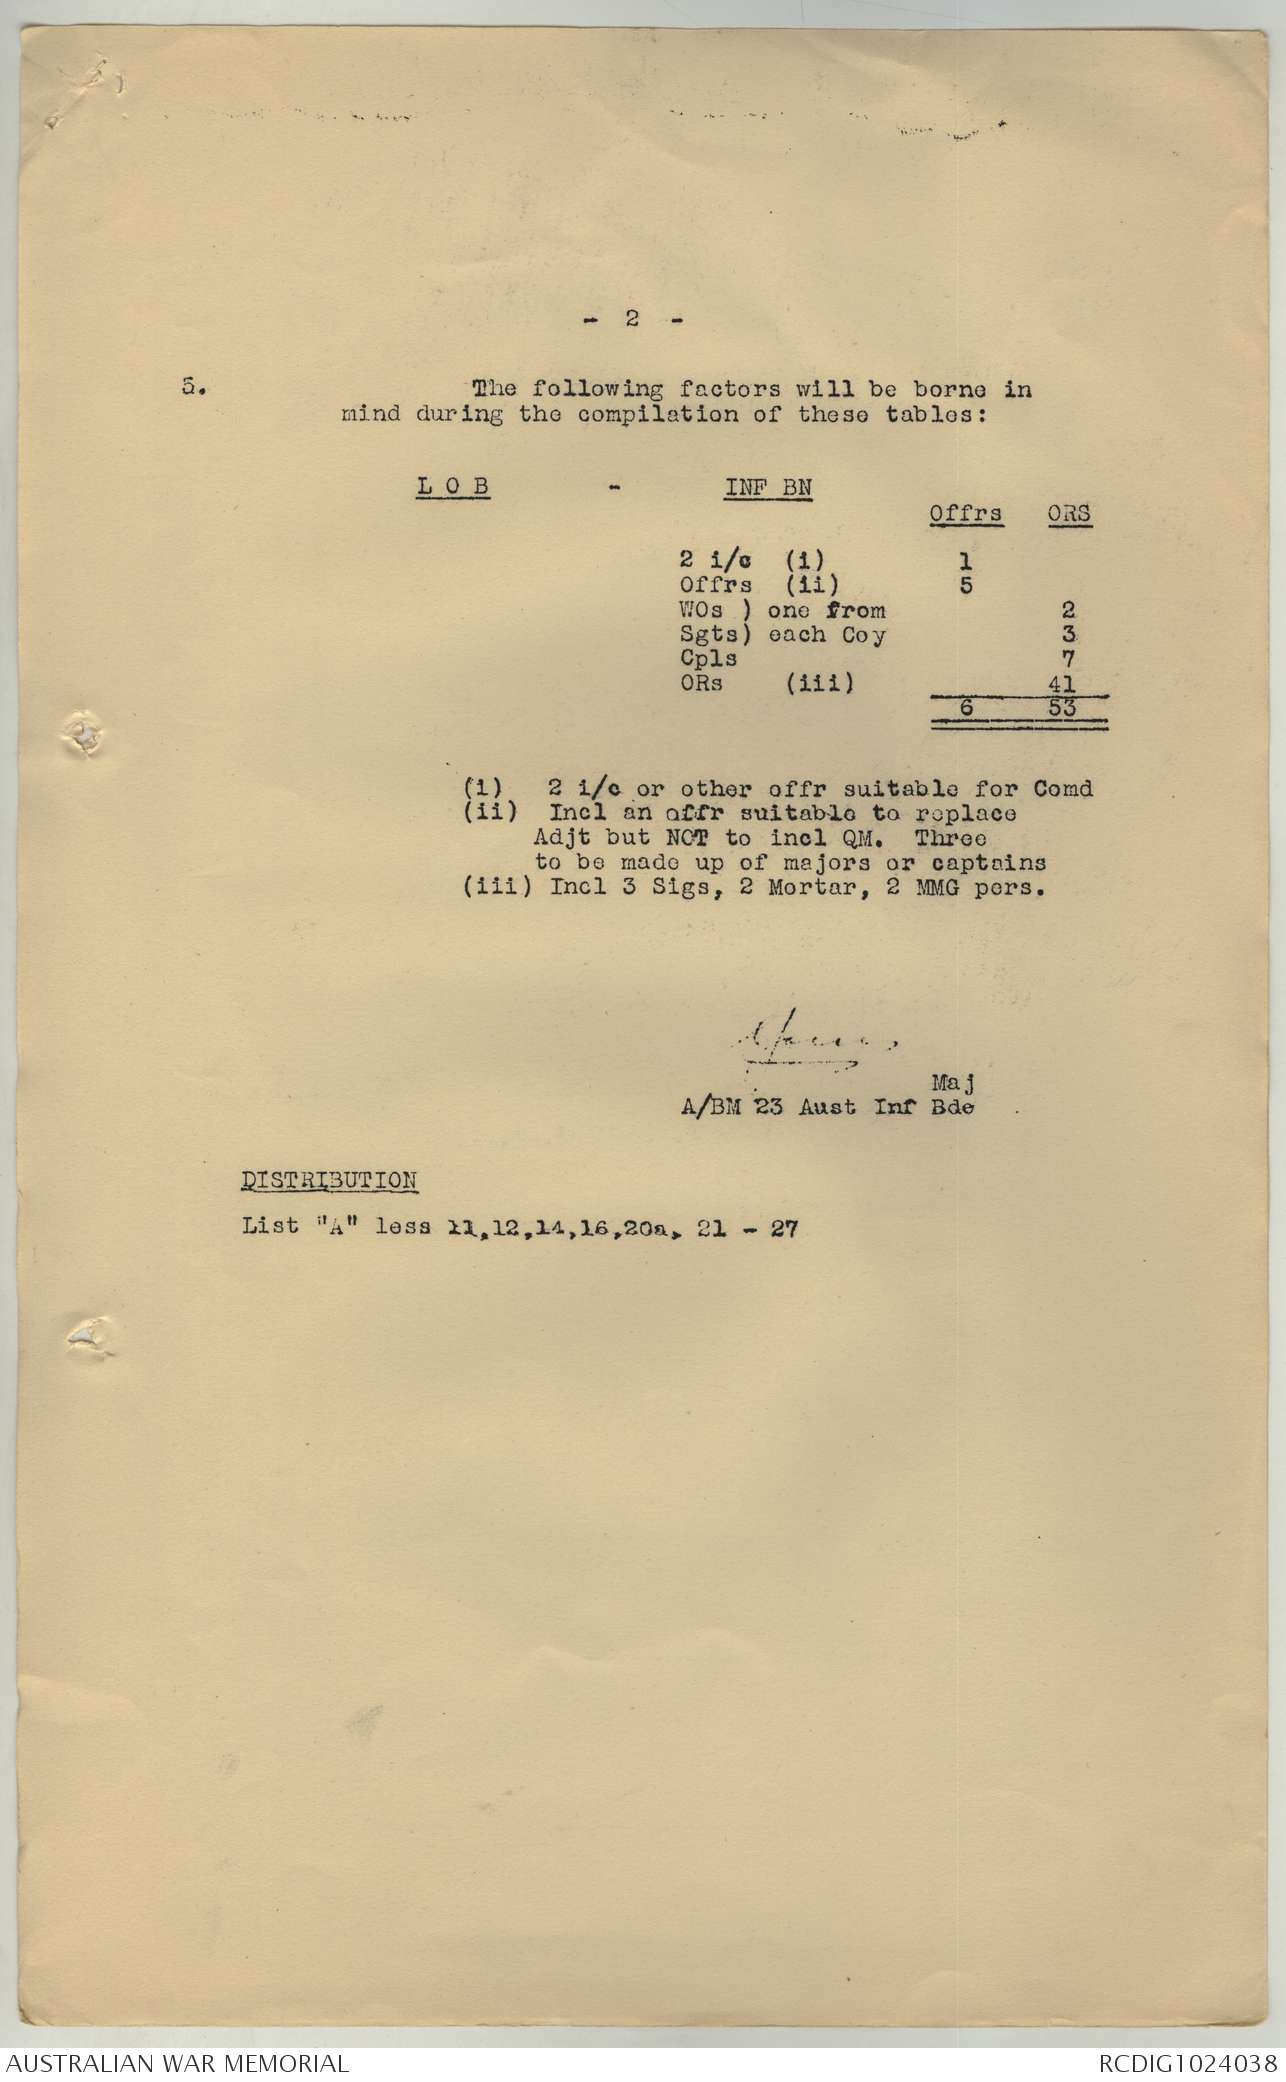 - 2 -
5. The following factors will be borne in
mind during the compilation of these tables:
L O B - INF BN
Offrs ORS
2 i/c (i) 1
Offrs (ii) 5
WOs ) one from 2
Sgts) each Coy 3
Cpls 7
ORs (iii) 41
6 53
(i) 2 i/c or other offr suitable for Comd
(ii) Incl an offr suitable to replace
Adjt but NOT to incl QM. Three
to be made up of majors or captains
(iii) Incl 3 Sigs, 2 Mortar, 2 MMG pers.
Maj
A/BM 23 Aust Inf Bde
DISTRIBUTION
List "A" less 11,12,14,16,20a, 21 - 27
AUSTRALIAN WAR MEMORIAL
RCDIG1024038